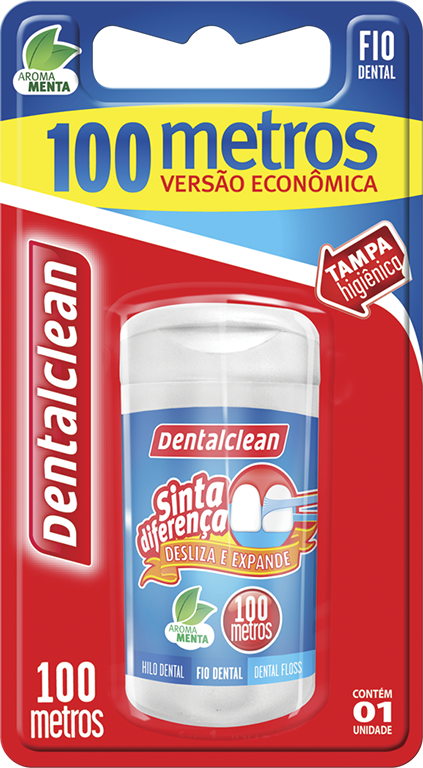 AROMA
MENTA
FIO
DENTAL
100 metros
VERSÃO ECONÔMICA
TAMPA
higiênica
Dentalclean
Dentalclean
Sinta a
diferença
DESLIZA E EXPANDE
AROMA
MENTA
100
metros
HILO DENTAL FIO DENTAL DENTAL FLOSS
100
metros
CONTÉM
01
UNIDADE